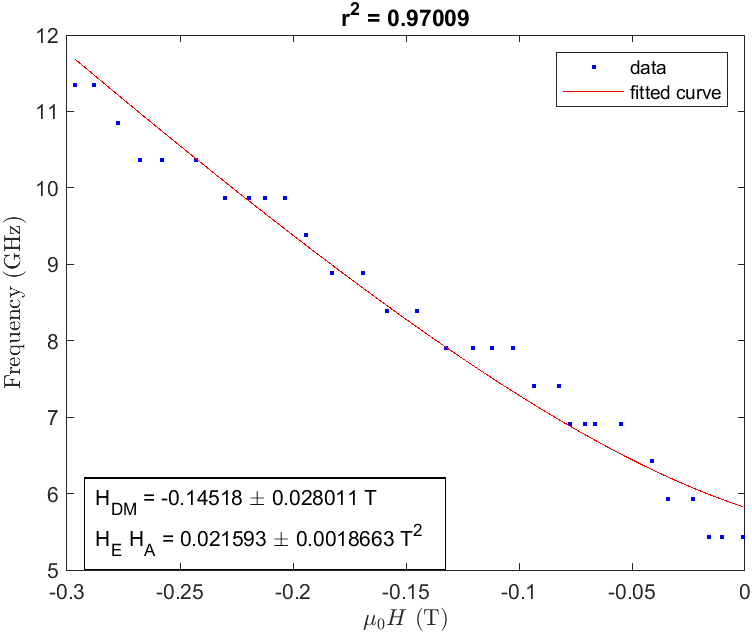 r² = 0.97009
12
11
10
9
8
7
6
5
Frequency (GHz)
data
fitted curve
H_DM = -0.14518 ± 0.028011 T
H_E H_A = 0.021593 ± 0.0018663 T²
-0.3 -0.25 -0.2 -0.15 -0.1 -0.05 0
μ₀H (T)